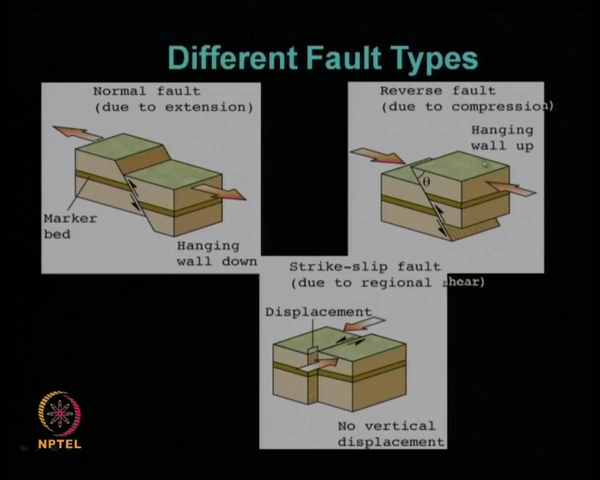 Different Fault Types
Normal fault
(due to extension)
Marker
bed
Hanging
wall down
Reverse fault
(due to compression)
Hanging
wall up
θ
Strike-slip fault
(due to regional shear)
Displacement
No vertical
displacement
NPTEL